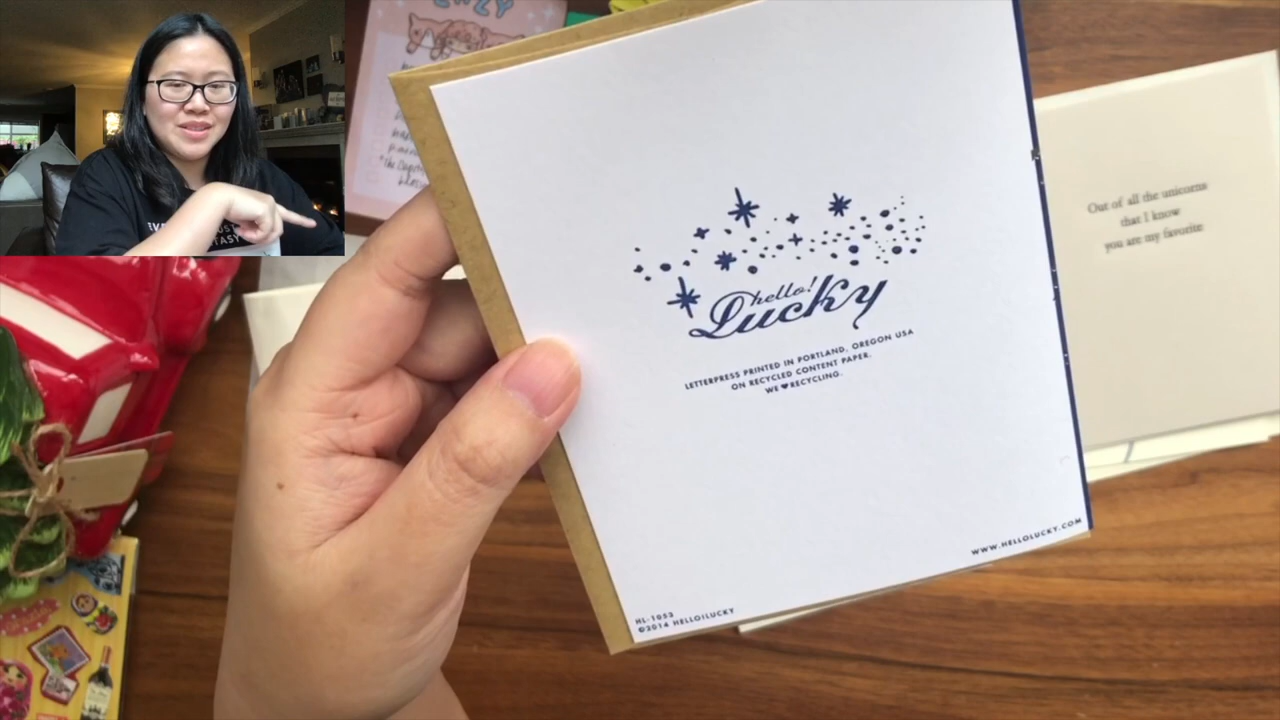 hello!
Lucky
LETTERPRESS PRINTED IN PORTLAND, OREGON USA
ON RECYCLED CONTENT PAPER.
WE ♥ RECYCLING.
WWW.HELLOLUCKY.COM
HL-1053
©2014 HELLO!LUCKY
Out of all the unicorns
that I know
you are my favorite